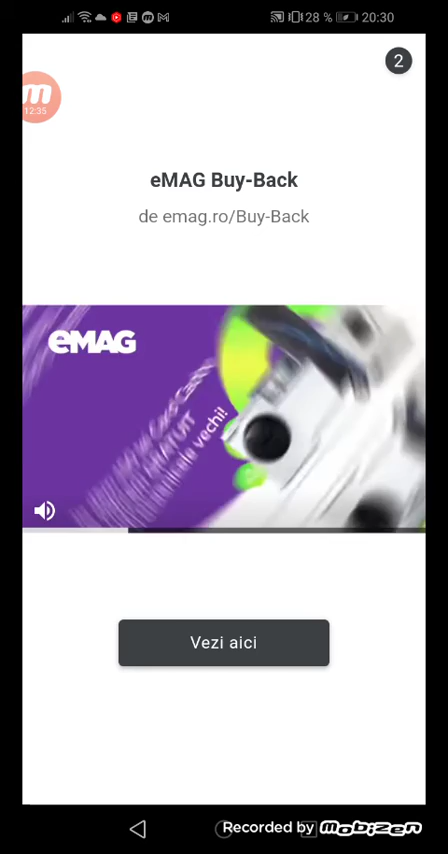 28 % 20:30
2
12:35
eMAG Buy-Back
de emag.ro/Buy-Back
eMAG
vechi!
Vezi aici
Recorded by mobizen